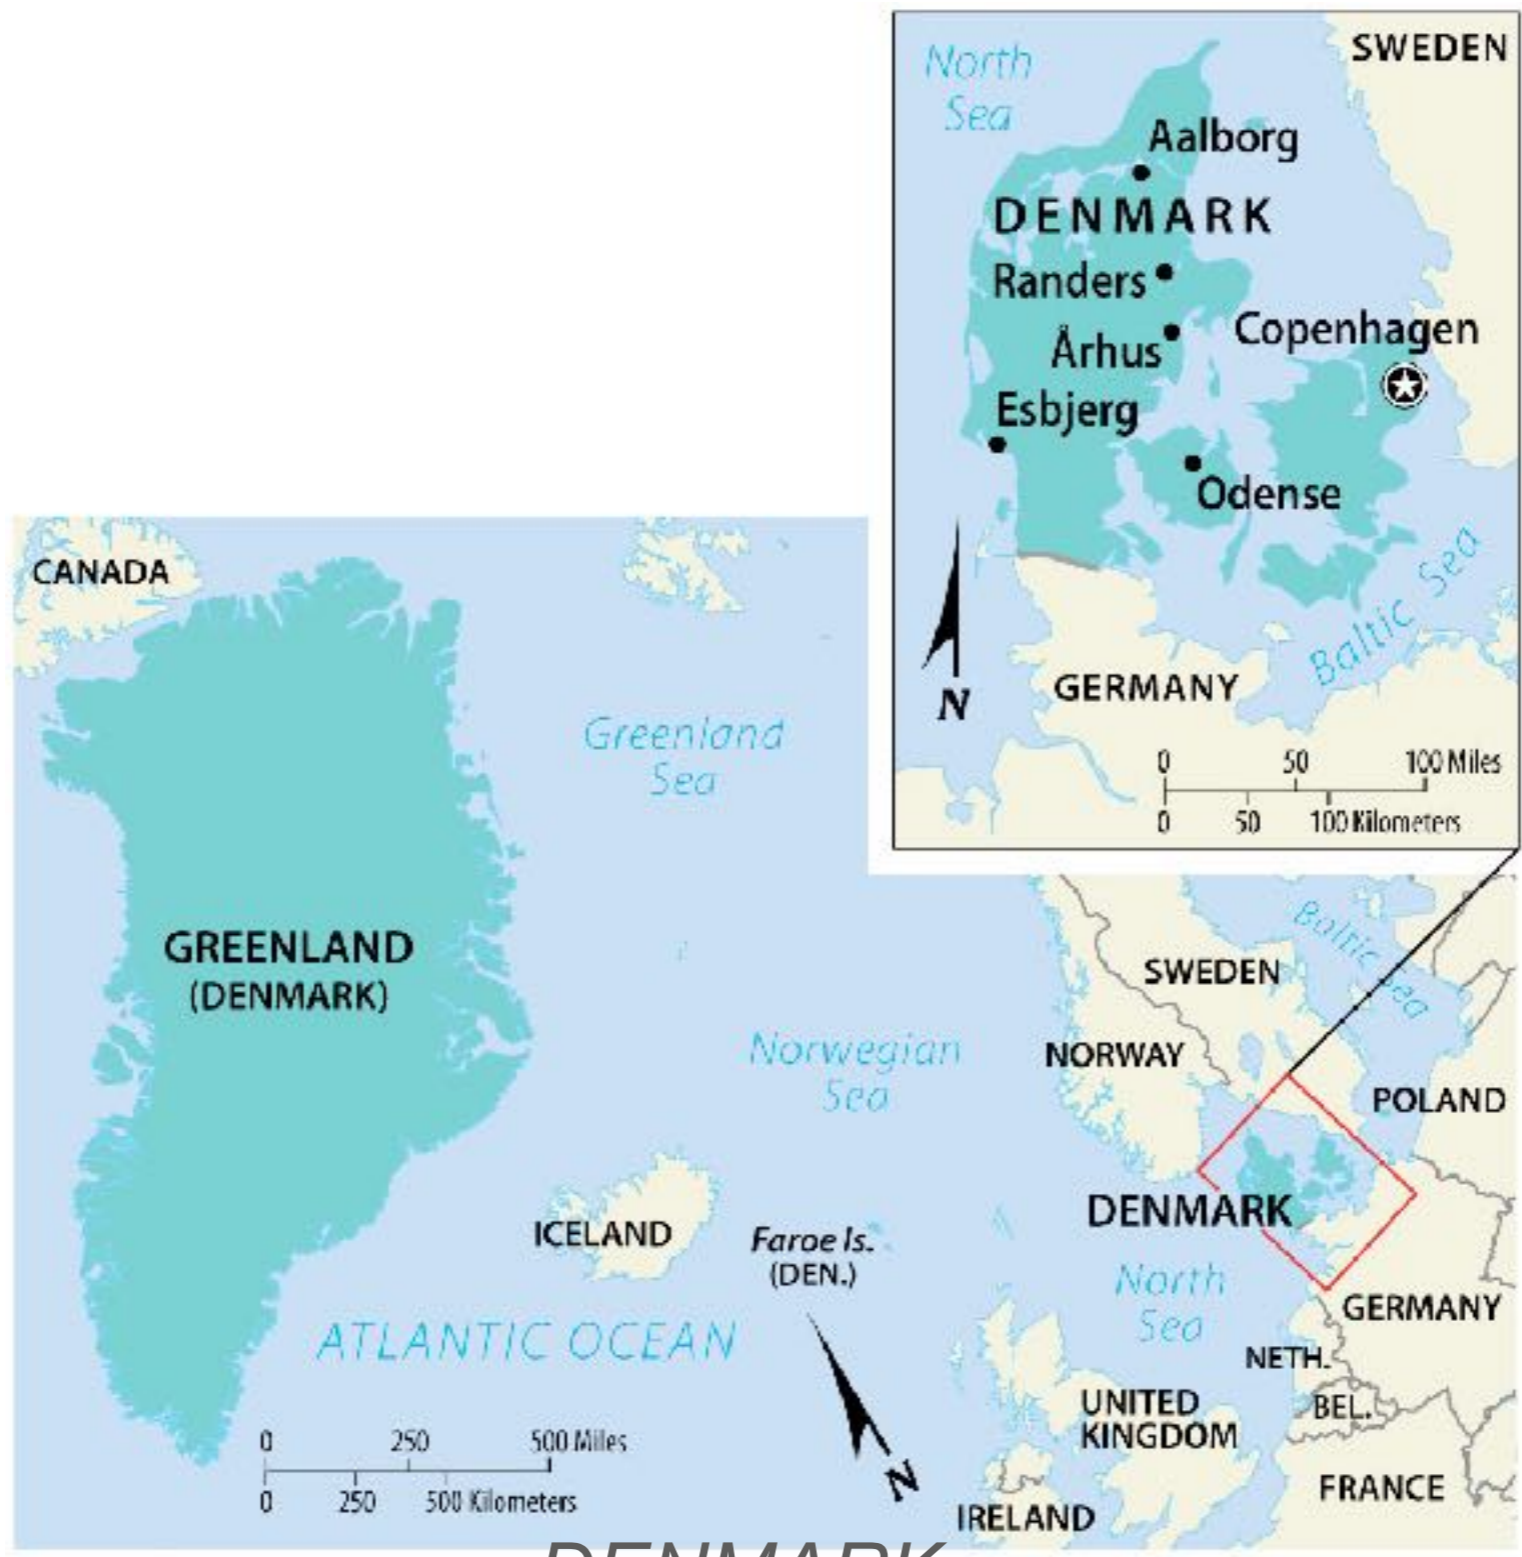 North
Sea
SWEDEN
Aalborg
DENMARK
Randers
Copenhagen
Århus
Esbjerg
Odense
Baltic Sea
GERMANY
N
0 50 100 Miles
0 50 100 Kilometers
CANADA
Greenland
Sea
GREENLAND
(DENMARK)
Baltic Sea
SWEDEN
Norwegian
Sea
NORWAY
POLAND
DENMARK
ICELAND
Faroe Is.
(DEN.)
North
Sea
GERMANY
ATLANTIC OCEAN
NETH.
BEL.
UNITED
KINGDOM
0 250 500 Miles
0 250 500 Kilometers
N
FRANCE
IRELAND
DENMARK